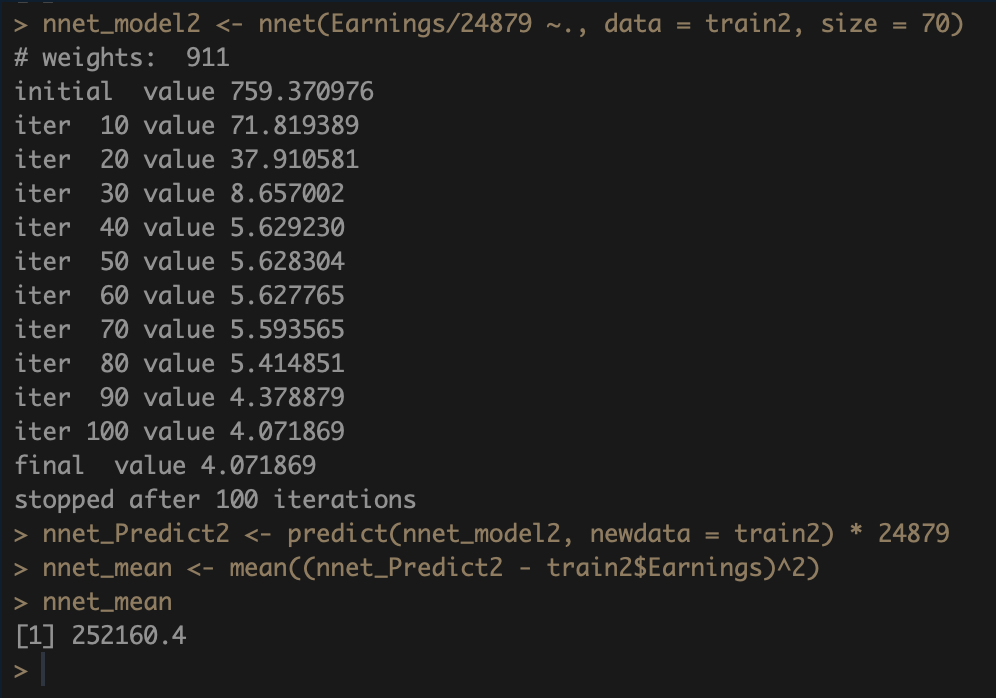 > nnet_model2 <- nnet(Earnings/24879 ~., data = train2, size = 70)
# weights:  911
initial  value 759.370976
iter  10 value 71.819389
iter  20 value 37.910581
iter  30 value 8.657002
iter  40 value 5.629230
iter  50 value 5.628304
iter  60 value 5.627765
iter  70 value 5.593565
iter  80 value 5.414851
iter  90 value 4.378879
iter 100 value 4.071869
final  value 4.071869
stopped after 100 iterations
> nnet_Predict2 <- predict(nnet_model2, newdata = train2) * 24879
> nnet_mean <- mean((nnet_Predict2 - train2$Earnings)^2)
> nnet_mean
[1] 252160.4
>